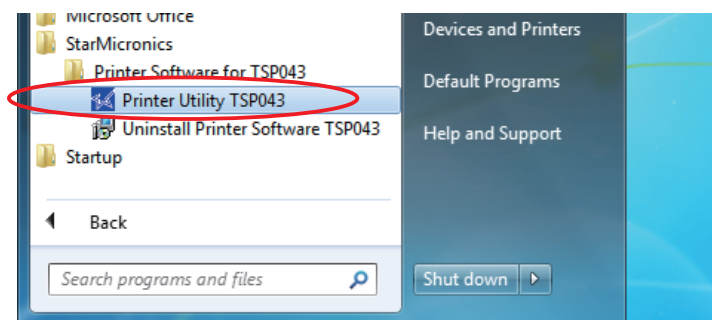 Microsoft Office
StarMicronics
Printer Software for TSP043
Printer Utility TSP043
Uninstall Printer Software TSP043
Startup
Back
Search programs and files
Devices and Printers
Default Programs
Help and Support
Shut down